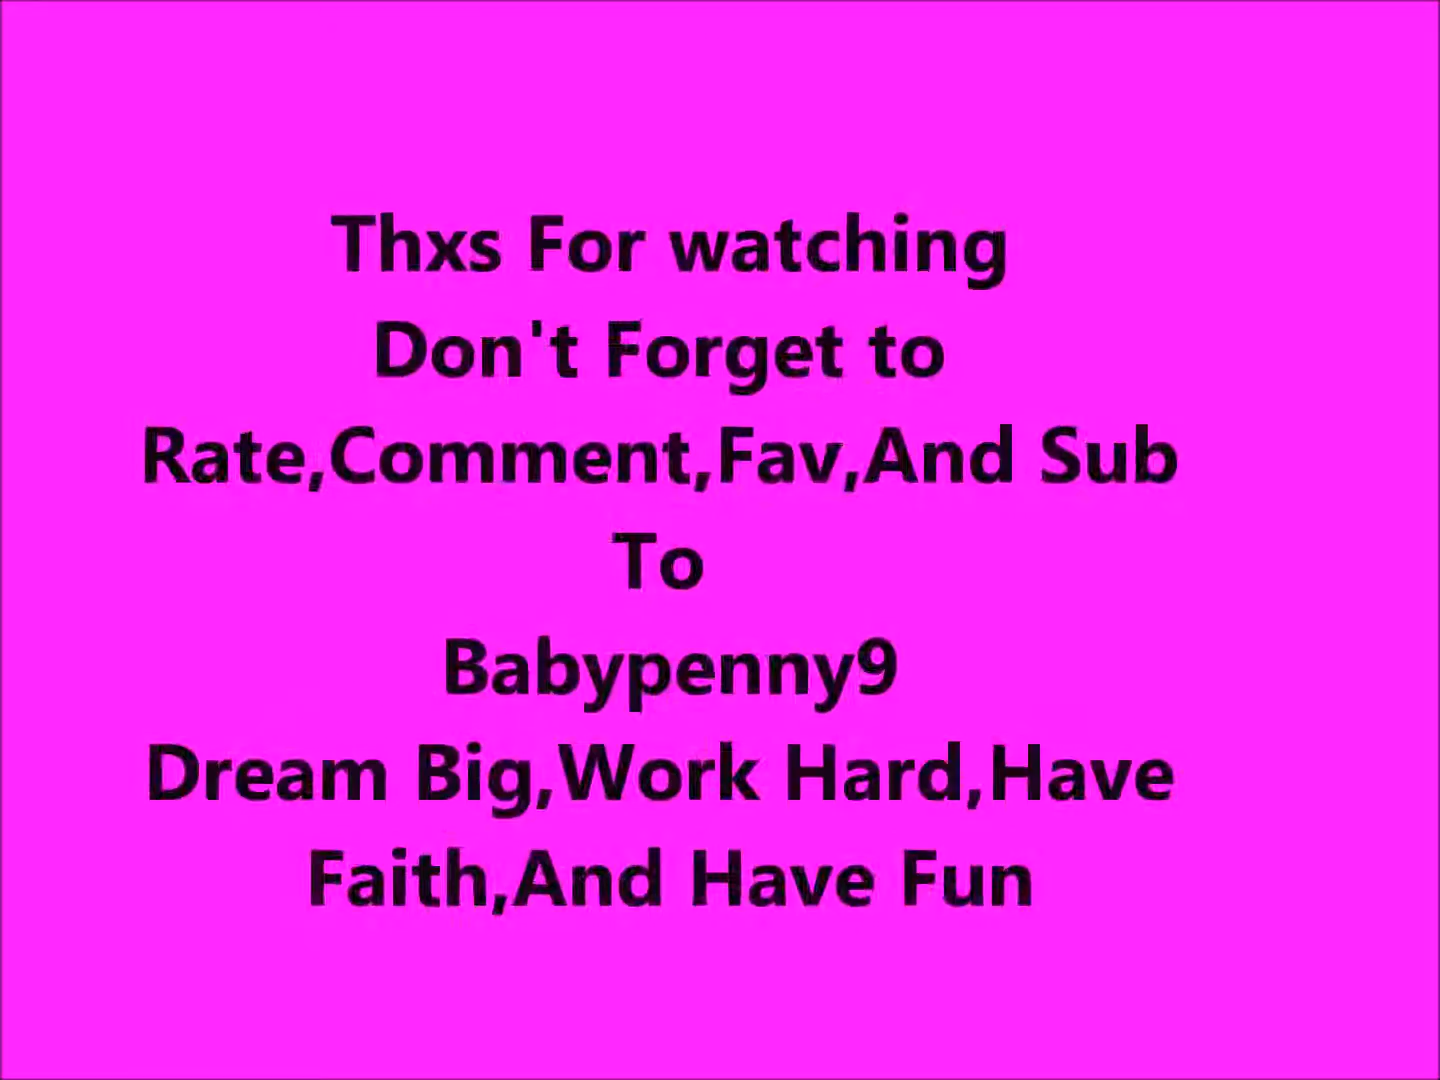 Thxs For watching
Don't Forget to
Rate,Comment,Fav,And Sub
To
Babypenny9
Dream Big,Work Hard,Have
Faith,And Have Fun